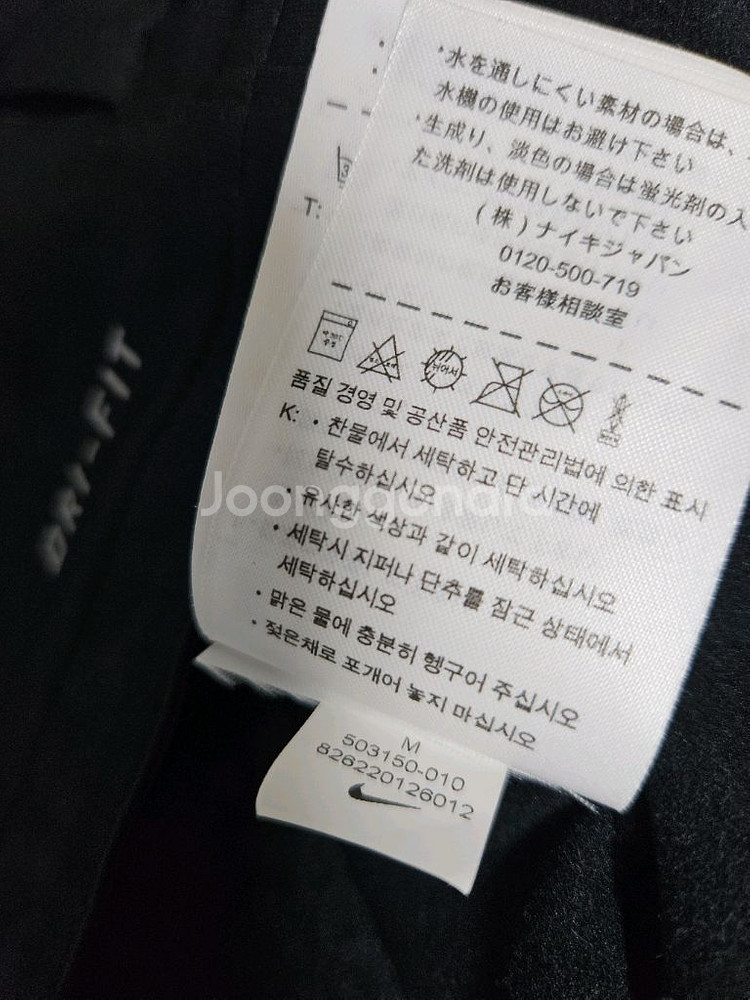 ・水を通しにくい素材の場合は、
水機の使用はお避け下さい
・生成り、淡色の場合は蛍光剤の入
た洗剤は使用しないで下さい
(株)ナイキジャパン
0120-500-719
お客様相談室
T:
품질 경영 및 공산품 안전관리법에 의한 표시
K: ・찬물에서 세탁하고 단 시간에
탈수하십시오
・유사한 색상과 같이 세탁하십시오
・세탁시 지퍼나 단추를 잠근 상태에서
세탁하십시오
・맑은 물에 충분히 헹구어 주십시오
・젖은채로 포개어 놓지 마십시오
M
503150-010
826220126012
DRI-FIT
Joonggonara